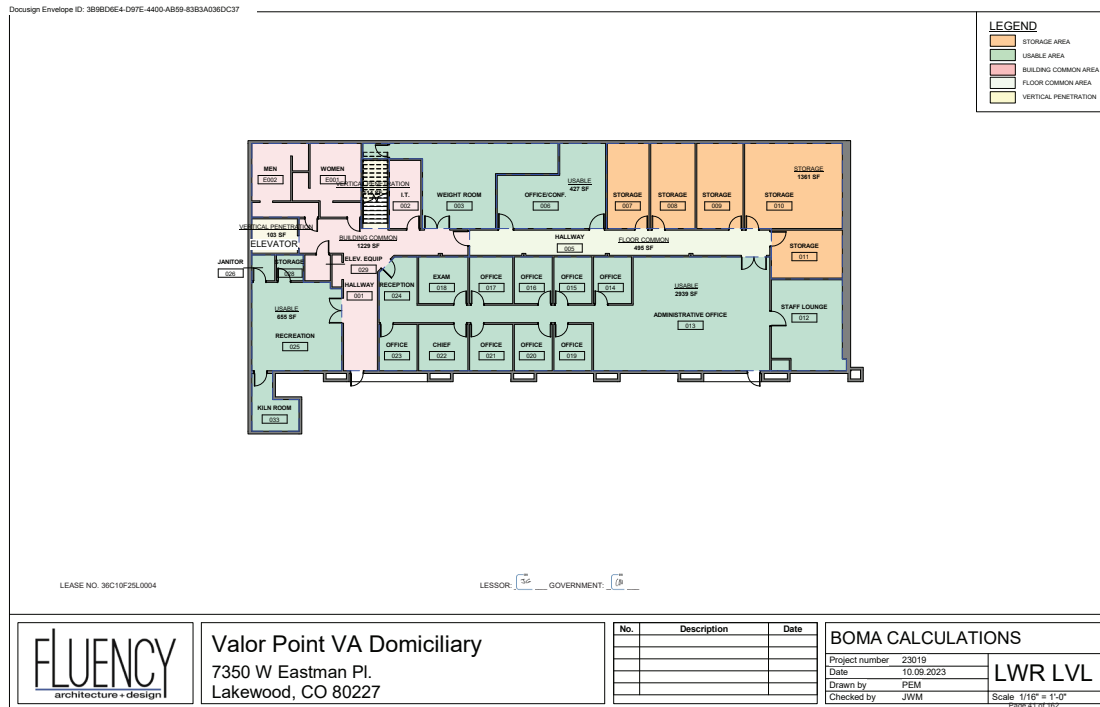 Docusign Envelope ID: 3B9BD6E4-D97E-4400-AB59-83B3A036DC37
LEGEND
STORAGE AREA
USABLE AREA
BUILDING COMMON AREA
FLOOR COMMON AREA
VERTICAL PENETRATION
MEN
E002
WOMEN
E001
VERTICAL PENETRATION
I.T.
002
WEIGHT ROOM
003
OFFICE/CONF.
006
USABLE
427 SF
STORAGE
007
STORAGE
008
STORAGE
009
STORAGE
1361 SF
STORAGE
010
VERTICAL PENETRATION
103 SF
ELEVATOR
BUILDING COMMON
1229 SF
HALLWAY
005
FLOOR COMMON
495 SF
STORAGE
011
JANITOR
026
STORAGE
028
ELEV. EQUIP
029
HALLWAY
001
RECEPTION
024
EXAM
018
OFFICE
017
OFFICE
016
OFFICE
015
OFFICE
014
USABLE
2939 SF
ADMINISTRATIVE OFFICE
013
STAFF LOUNGE
012
USABLE
655 SF
RECREATION
025
OFFICE
023
CHIEF
022
OFFICE
021
OFFICE
020
OFFICE
019
KILN ROOM
033
LEASE NO. 36C10F25L0004
LESSOR: ___ GOVERNMENT: ___
FLUENCY
architecture + design
Valor Point VA Domiciliary
7350 W Eastman Pl.
Lakewood, CO 80227
No. Description Date
BOMA CALCULATIONS
Project number 23019
Date 10.09.2023
Drawn by PEM
Checked by JWM
LWR LVL
Scale 1/16" = 1'-0"
Page 41 of 162